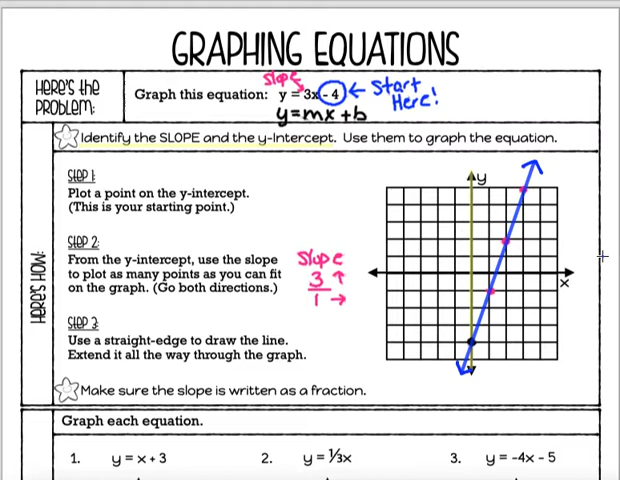 GRAPHING EQUATIONS
HERE'S the PROBLEM:
Slope
Graph this equation: y = 3x - 4 ← Start Here!
y = mx + b
HERE'S HOW:
Identify the SLOPE and the y-Intercept. Use them to graph the equation.
Step 1:
Plot a point on the y-intercept.
(This is your starting point.)
Step 2:
From the y-intercept, use the slope
to plot as many points as you can fit
on the graph. (Go both directions.)
Slope
3 ↑
1 →
Step 3:
Use a straight-edge to draw the line.
Extend it all the way through the graph.
y
x
Make sure the slope is written as a fraction.
Graph each equation.
1. y = x + 3
2. y = ⅓x
3. y = -4x - 5